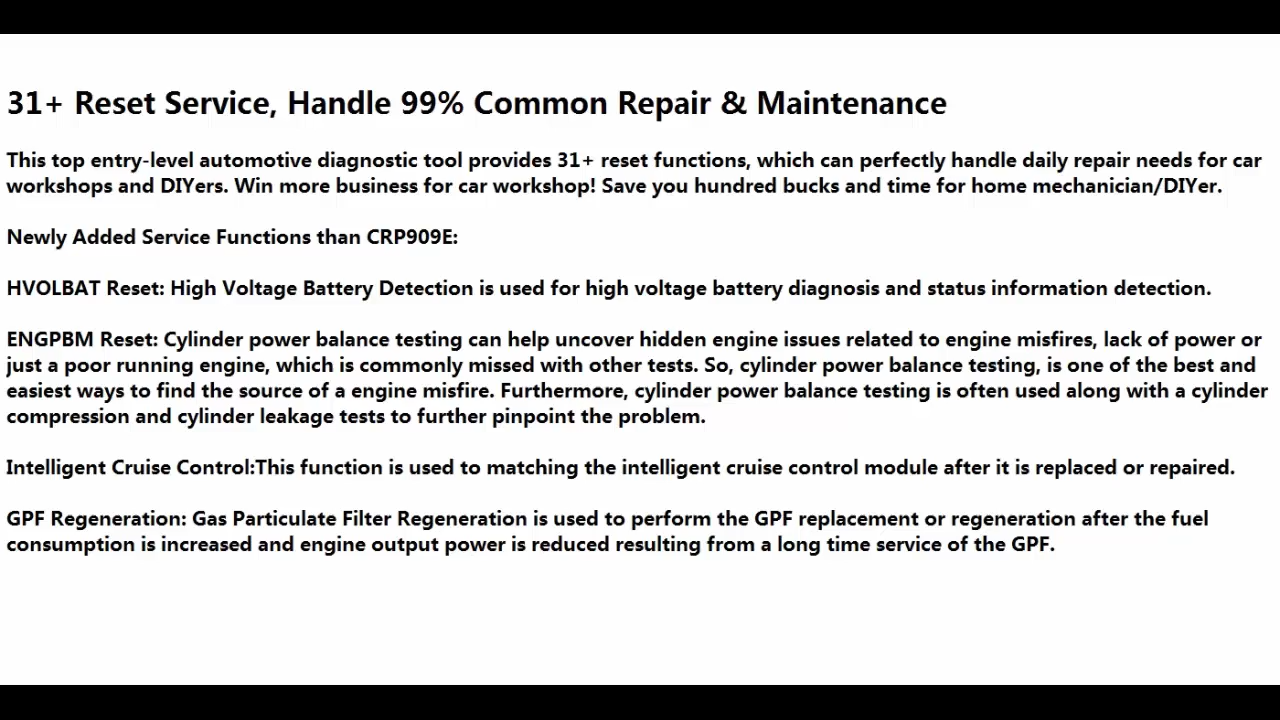 31+ Reset Service, Handle 99% Common Repair & Maintenance
This top entry-level automotive diagnostic tool provides 31+ reset functions, which can perfectly handle daily repair needs for car
workshops and DIYers. Win more business for car workshop! Save you hundred bucks and time for home mechanician/DIYer.
Newly Added Service Functions than CRP909E:
HVOLBAT Reset: High Voltage Battery Detection is used for high voltage battery diagnosis and status information detection.
ENGPBM Reset: Cylinder power balance testing can help uncover hidden engine issues related to engine misfires, lack of power or
just a poor running engine, which is commonly missed with other tests. So, cylinder power balance testing, is one of the best and
easiest ways to find the source of a engine misfire. Furthermore, cylinder power balance testing is often used along with a cylinder
compression and cylinder leakage tests to further pinpoint the problem.
Intelligent Cruise Control:This function is used to matching the intelligent cruise control module after it is replaced or repaired.
GPF Regeneration: Gas Particulate Filter Regeneration is used to perform the GPF replacement or regeneration after the fuel
consumption is increased and engine output power is reduced resulting from a long time service of the GPF.